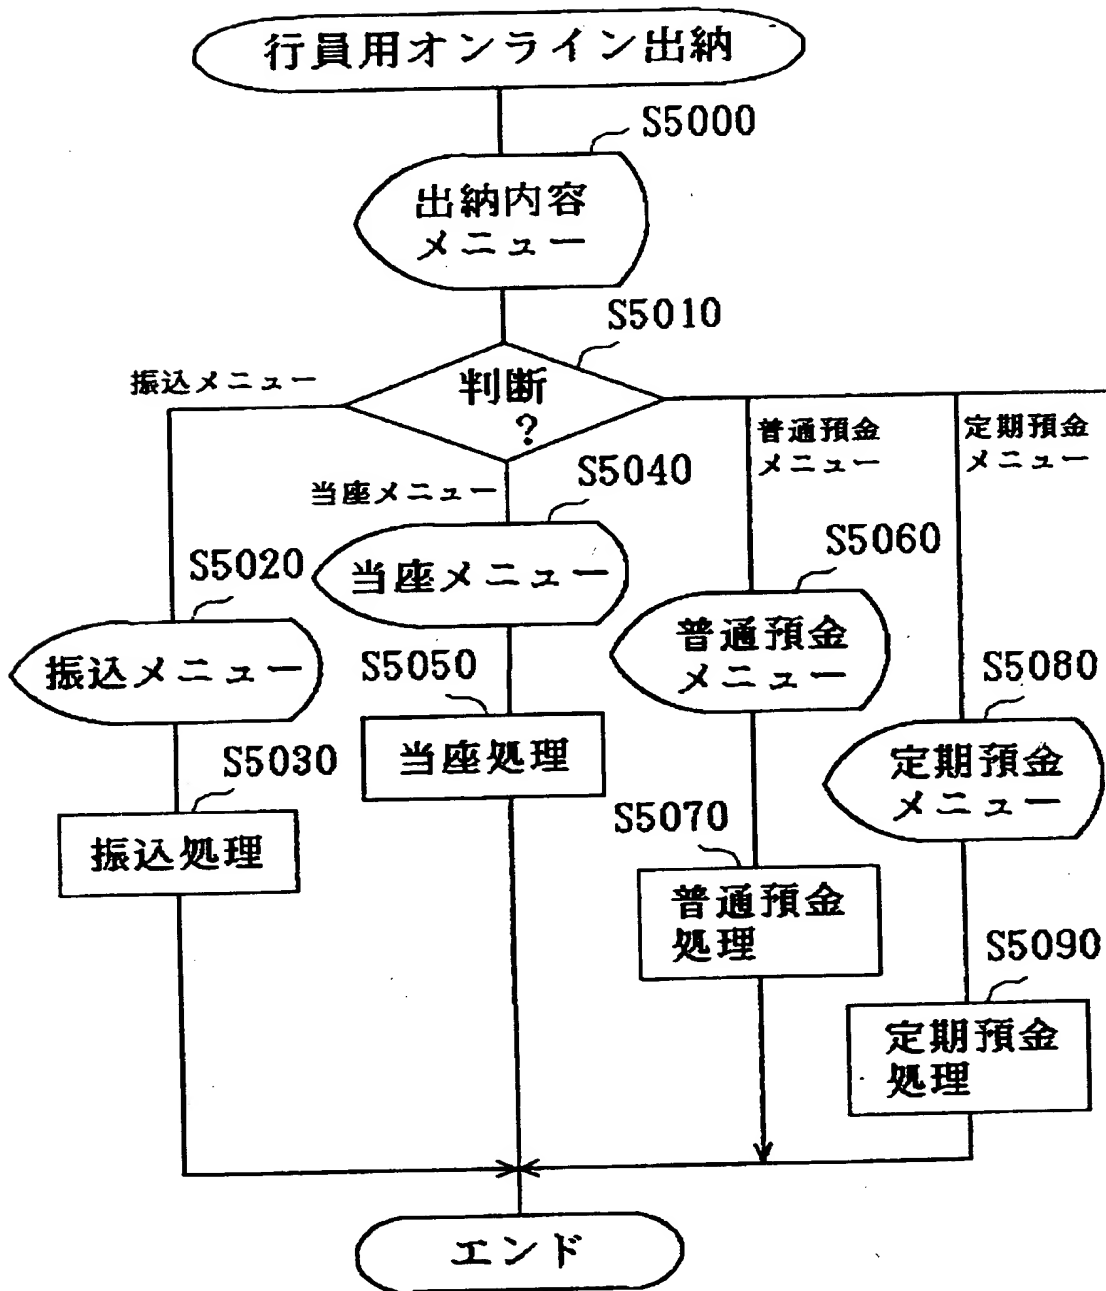 行員用オンライン出納
S5000
出納内容
メニュー
S5010
判断
?
振込メニュー
普通預金
メニュー
定期預金
メニュー
当座メニュー
S5040
当座メニュー
S5020
振込メニュー
S5060
普通預金
メニュー
S5050
当座処理
S5080
定期預金
メニュー
S5030
振込処理
S5070
普通預金
処理
S5090
定期預金
処理
エンド